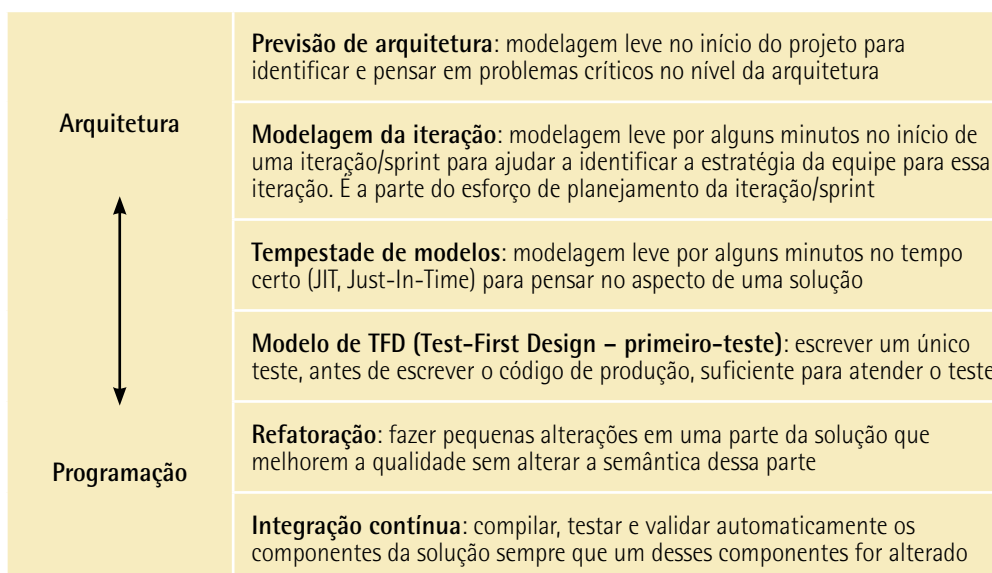 Arquitetura
Programação
Previsão de arquitetura: modelagem leve no início do projeto para
identificar e pensar em problemas críticos no nível da arquitetura
Modelagem da iteração: modelagem leve por alguns minutos no início de
uma iteração/sprint para ajudar a identificar a estratégia da equipe para essa
iteração. É a parte do esforço de planejamento da iteração/sprint
Tempestade de modelos: modelagem leve por alguns minutos no tempo
certo (JIT, Just-In-Time) para pensar no aspecto de uma solução
Modelo de TFD (Test-First Design – primeiro-teste): escrever um único
teste, antes de escrever o código de produção, suficiente para atender o teste
Refatoração: fazer pequenas alterações em uma parte da solução que
melhorem a qualidade sem alterar a semântica dessa parte
Integração contínua: compilar, testar e validar automaticamente os
componentes da solução sempre que um desses componentes for alterado